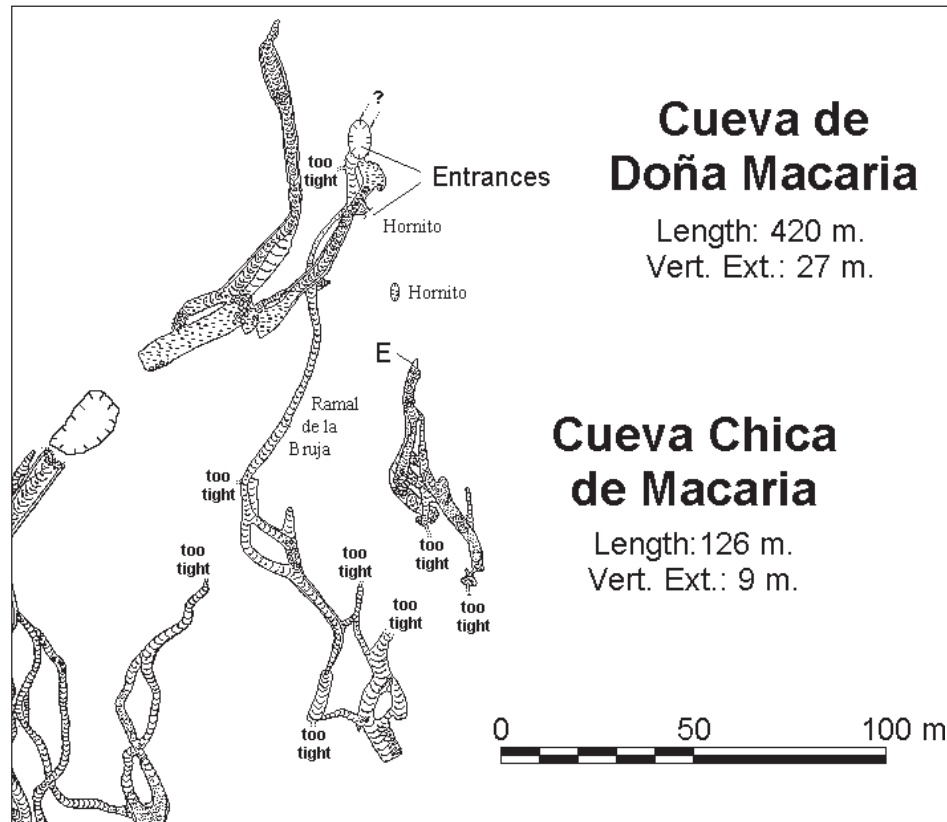 ?
too
tight
Entrances
Hornito
Hornito
Cueva de
Doña Macaria
Length: 420 m.
Vert. Ext.: 27 m.
E
Ramal
de la
Bruja
Cueva Chica
de Macaria
Length:126 m.
Vert. Ext.: 9 m.
too
tight
too
tight
too
tight
too
tight
too
tight
too
tight
too
tight
0 50 100 m